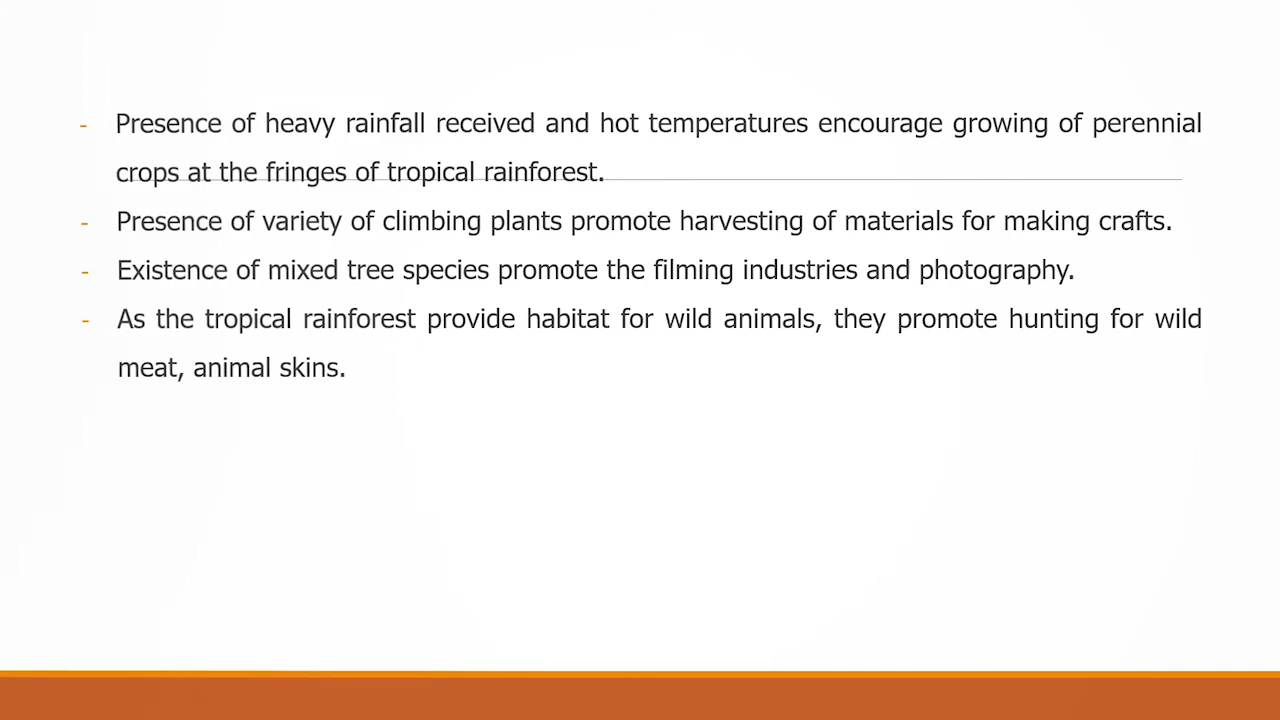 - Presence of heavy rainfall received and hot temperatures encourage growing of perennial
crops at the fringes of tropical rainforest.
- Presence of variety of climbing plants promote harvesting of materials for making crafts.
- Existence of mixed tree species promote the filming industries and photography.
- As the tropical rainforest provide habitat for wild animals, they promote hunting for wild
meat, animal skins.